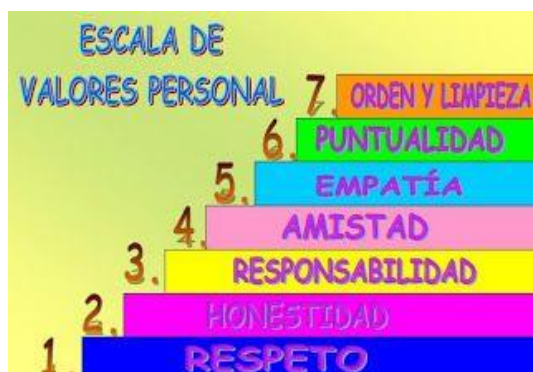 ESCALA DE
VALORES PERSONAL
7. ORDEN Y LIMPIEZA
6. PUNTUALIDAD
5. EMPATÍA
4. AMISTAD
3. RESPONSABILIDAD
2. HONESTIDAD
1. RESPETO